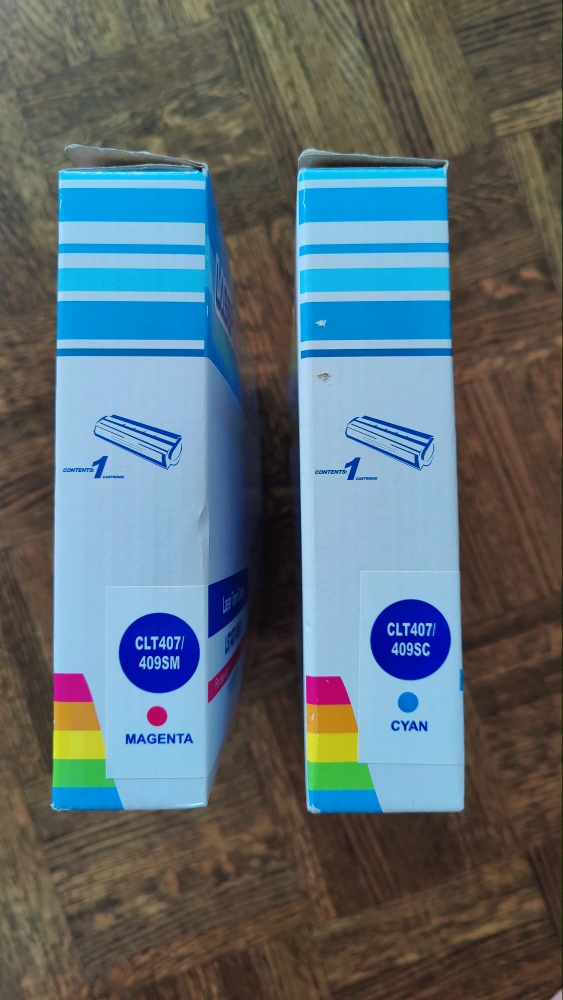 CONTENTS: 1 CARTRIDGE
CLT407/
409SM
MAGENTA
CONTENTS: 1 CARTRIDGE
CLT407/
409SC
CYAN